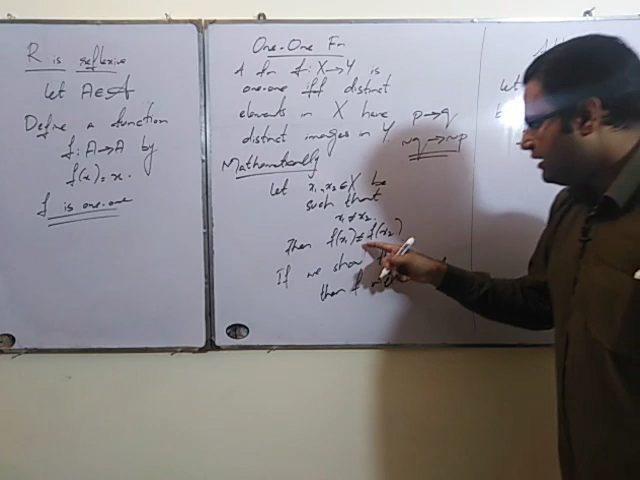 R is reflexive
Let A∈
Define a function
f: A→A by
f(x) = x.
f is one-one
One-One Fn
A fn f: X→Y is
one-one iff distinct
elements in X have
distinct images in Y
p→q
~q→~p
Mathematically
Let x₁, x₂ ∈ X be
such that
x₁ ≠ x₂.
Then f(x₁) ≠ f(x₂)
If we show
then f
Let